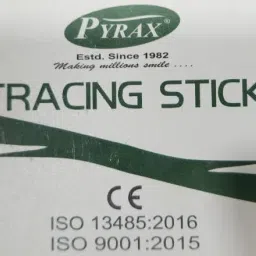 PYRAX®
Estd. Since 1982
Making millions smile ....
TRACING STICK
CE
ISO 13485:2016
ISO 9001:2015